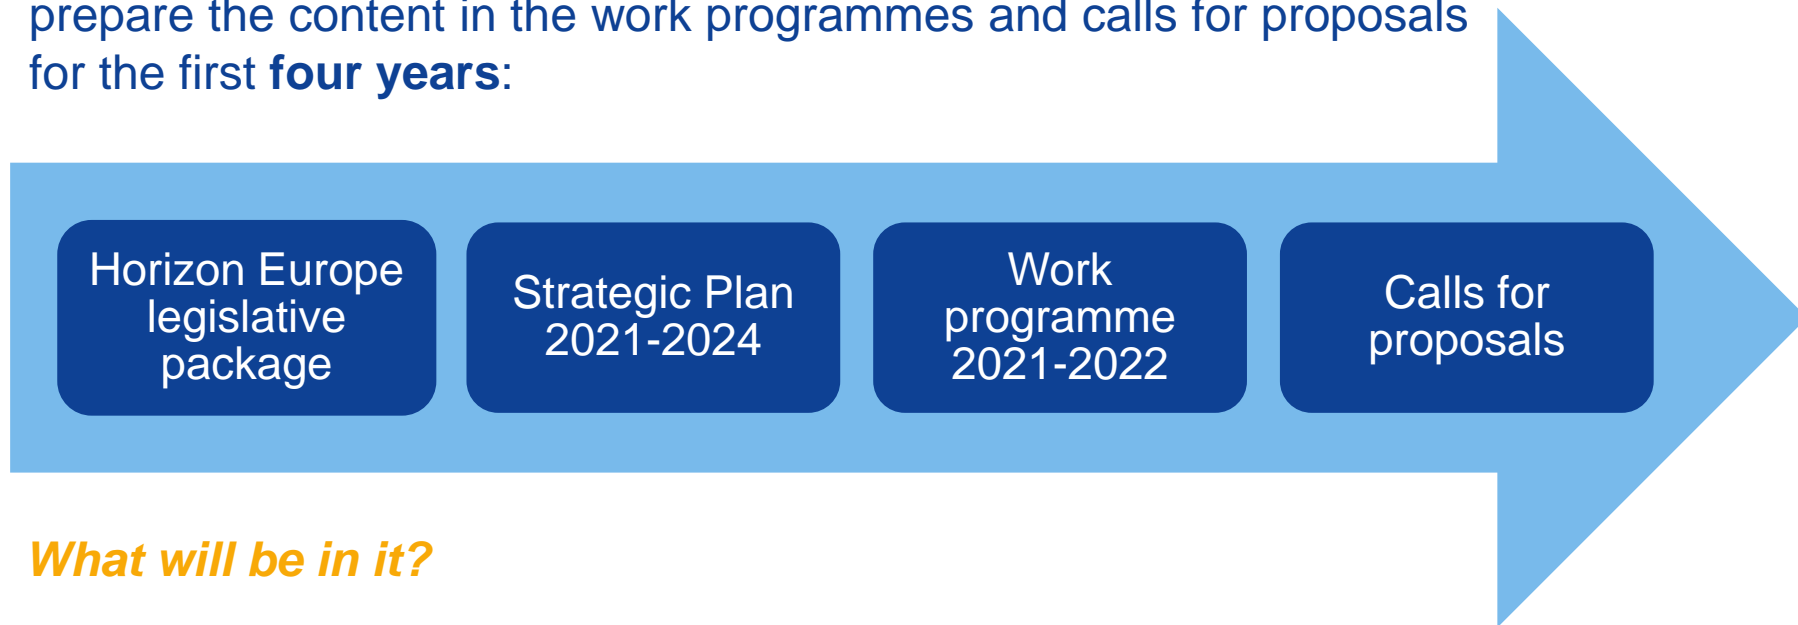 prepare the content in the work programmes and calls for proposals
for the first four years:
Horizon Europe
legislative
package
Strategic Plan
2021-2024
Work
programme
2021-2022
Calls for
proposals
What will be in it?